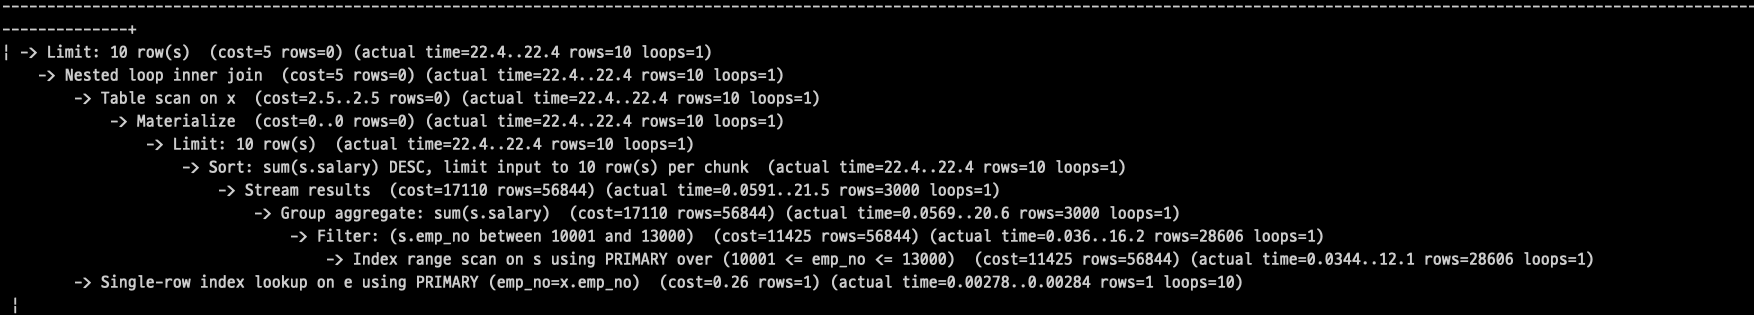 --------------+
| -> Limit: 10 row(s)  (cost=5 rows=0) (actual time=22.4..22.4 rows=10 loops=1)
    -> Nested loop inner join  (cost=5 rows=0) (actual time=22.4..22.4 rows=10 loops=1)
        -> Table scan on x  (cost=2.5..2.5 rows=0) (actual time=22.4..22.4 rows=10 loops=1)
            -> Materialize  (cost=0..0 rows=0) (actual time=22.4..22.4 rows=10 loops=1)
                -> Limit: 10 row(s)  (actual time=22.4..22.4 rows=10 loops=1)
                    -> Sort: sum(s.salary) DESC, limit input to 10 row(s) per chunk  (actual time=22.4..22.4 rows=10 loops=1)
                        -> Stream results  (cost=17110 rows=56844) (actual time=0.0591..21.5 rows=3000 loops=1)
                            -> Group aggregate: sum(s.salary)  (cost=17110 rows=56844) (actual time=0.0569..20.6 rows=3000 loops=1)
                                -> Filter: (s.emp_no between 10001 and 13000)  (cost=11425 rows=56844) (actual time=0.036..16.2 rows=28606 loops=1)
                                    -> Index range scan on s using PRIMARY over (10001 <= emp_no <= 13000)  (cost=11425 rows=56844) (actual time=0.0344..12.1 rows=28606 loops=1)
        -> Single-row index lookup on e using PRIMARY (emp_no=x.emp_no)  (cost=0.26 rows=1) (actual time=0.00278..0.00284 rows=1 loops=10)
 |